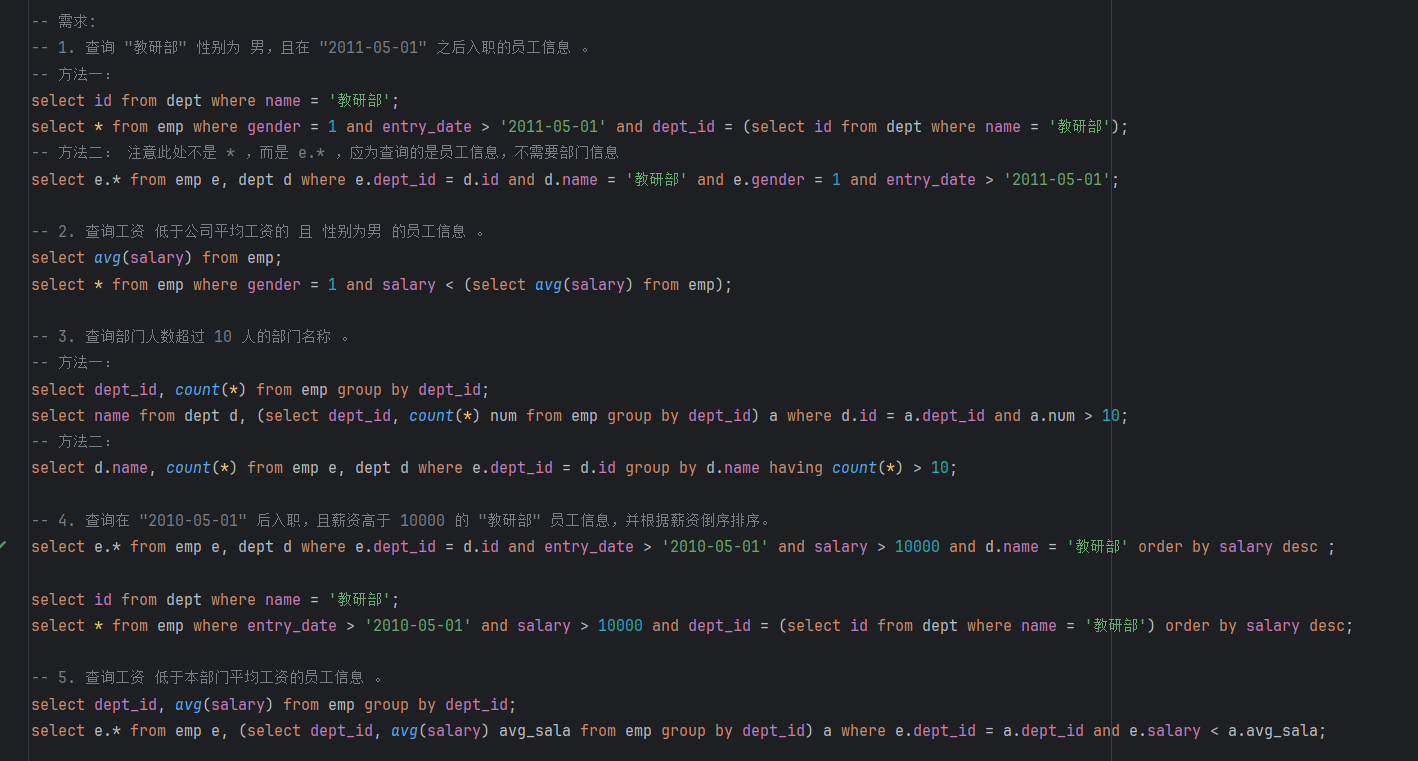 -- 需求:
-- 1. 查询 "教研部" 性别为 男，且在 "2011-05-01" 之后入职的员工信息 。
-- 方法一：
select id from dept where name = '教研部';
select * from emp where gender = 1 and entry_date > '2011-05-01' and dept_id = (select id from dept where name = '教研部');
-- 方法二： 注意此处不是 * ，而是 e.* ，应为查询的是员工信息，不需要部门信息
select e.* from emp e, dept d where e.dept_id = d.id and d.name = '教研部' and e.gender = 1 and entry_date > '2011-05-01';
-- 2. 查询工资 低于公司平均工资的 且 性别为男 的员工信息 。
select avg(salary) from emp;
select * from emp where gender = 1 and salary < (select avg(salary) from emp);
-- 3. 查询部门人数超过 10 人的部门名称 。
-- 方法一：
select dept_id, count(*) from emp group by dept_id;
select name from dept d, (select dept_id, count(*) num from emp group by dept_id) a where d.id = a.dept_id and a.num > 10;
-- 方法二：
select d.name, count(*) from emp e, dept d where e.dept_id = d.id group by d.name having count(*) > 10;
-- 4. 查询在 "2010-05-01" 后入职，且薪资高于 10000 的 "教研部" 员工信息，并根据薪资倒序排序。
select e.* from emp e, dept d where e.dept_id = d.id and entry_date > '2010-05-01' and salary > 10000 and d.name = '教研部' order by salary desc ;
select id from dept where name = '教研部';
select * from emp where entry_date > '2010-05-01' and salary > 10000 and dept_id = (select id from dept where name = '教研部') order by salary desc;
-- 5. 查询工资 低于本部门平均工资的员工信息 。
select dept_id, avg(salary) from emp group by dept_id;
select e.* from emp e, (select dept_id, avg(salary) avg_sala from emp group by dept_id) a where e.dept_id = a.dept_id and e.salary < a.avg_sala;